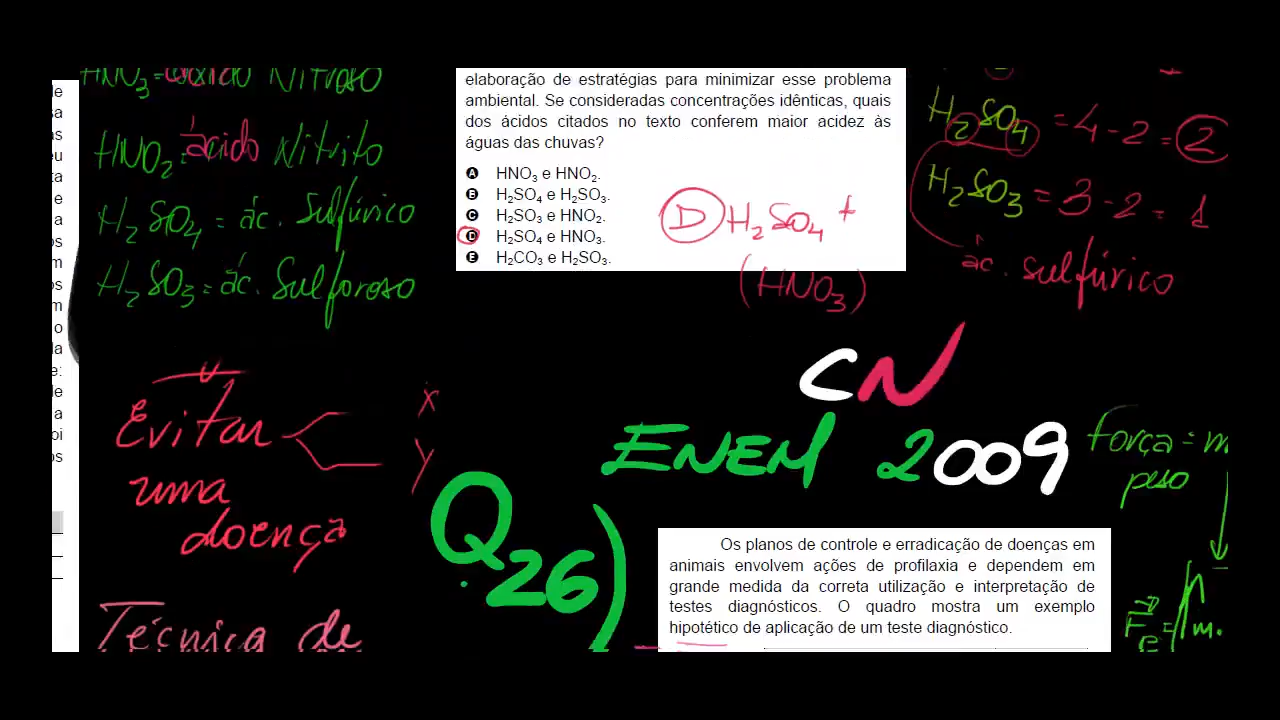 HNO3 = Nitroso
HNO2 = ácido Nitrito
H2SO4 = ác. Sulfúrico
H2SO3 = ác. Sulforoso
elaboração de estratégias para minimizar esse problema
ambiental. Se consideradas concentrações idênticas, quais
dos ácidos citados no texto conferem maior acidez às
águas das chuvas?
A HNO3 e HNO2.
B H2SO4 e H2SO3.
C H2SO3 e HNO2.
D H2SO4 e HNO3.
E H2CO3 e H2SO3.
D H2SO4 +
(HNO3)
H2SO4 = 4 - 2 = 2
H2SO3 = 3 - 2 = 1
ác. sulfúrico
Evitar
uma
doença
x
y
Técnica de
CN
ENEM 2009
Q.26)
força = m
peso
Fe = m.
Os planos de controle e erradicação de doenças em
animais envolvem ações de profilaxia e dependem em
grande medida da correta utilização e interpretação de
testes diagnósticos. O quadro mostra um exemplo
hipotético de aplicação de um teste diagnóstico.